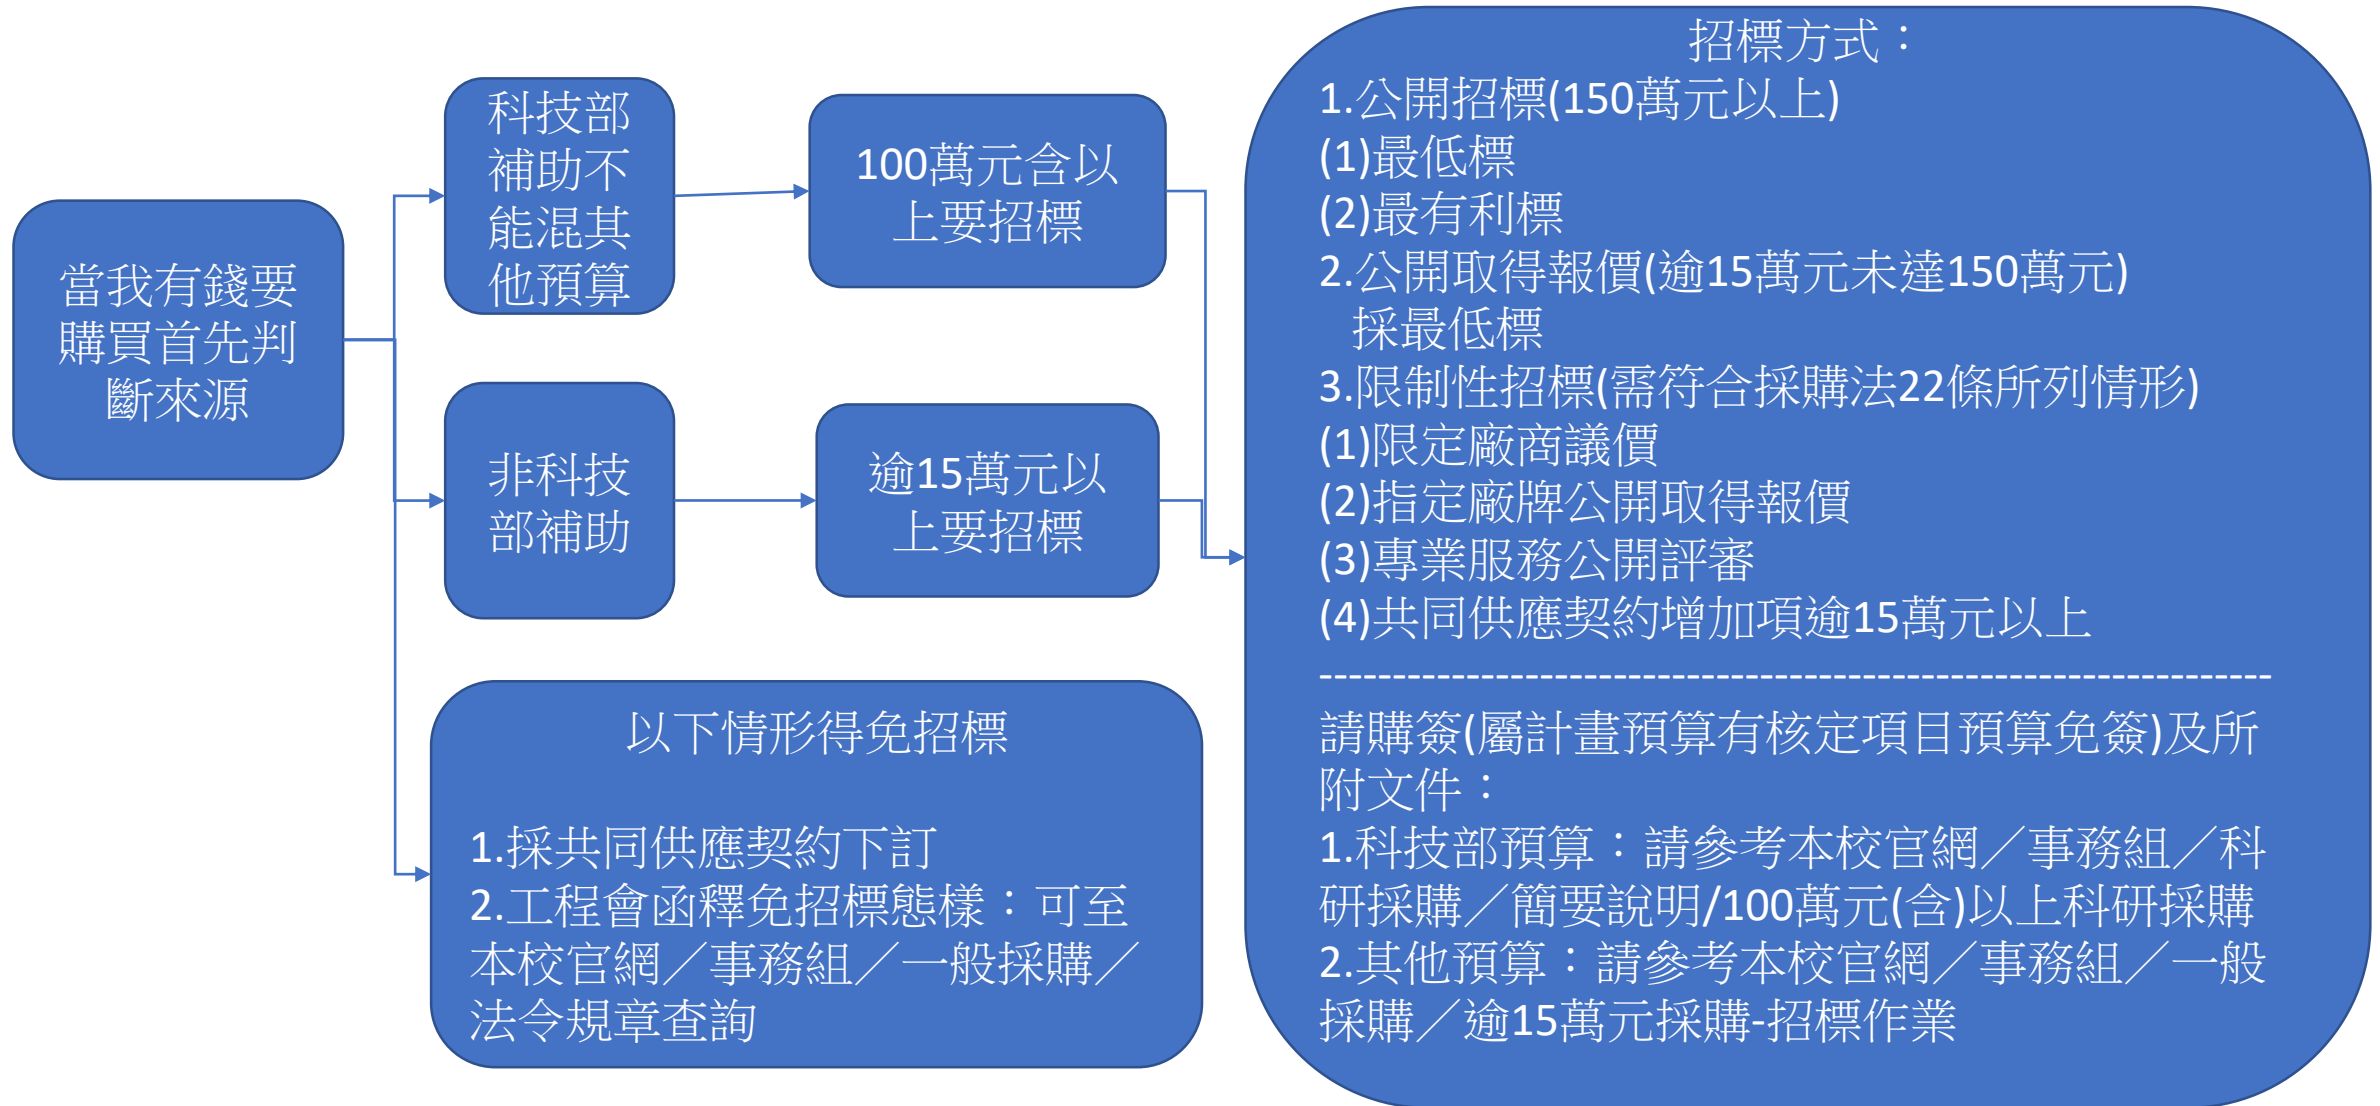 當我有錢要
購買首先判
斷來源
科技部
補助不
能混其
他預算
100萬元含以
上要招標
非科技
部補助
逾15萬元以
上要招標
以下情形得免招標
1.採共同供應契約下訂
2.工程會函釋免招標態樣：可至
本校官網／事務組／一般採購／
法令規章查詢
招標方式：
1.公開招標(150萬元以上)
(1)最低標
(2)最有利標
2.公開取得報價(逾15萬元未達150萬元)
採最低標
3.限制性招標(需符合採購法22條所列情形)
(1)限定廠商議價
(2)指定廠牌公開取得報價
(3)專業服務公開評審
(4)共同供應契約增加項逾15萬元以上
-----------------------------------------------------------------
請購簽(屬計畫預算有核定項目預算免簽)及所
附文件：
1.科技部預算：請參考本校官網／事務組／科
研採購／簡要說明/100萬元(含)以上科研採購
2.其他預算：請參考本校官網／事務組／一般
採購／逾15萬元採購-招標作業